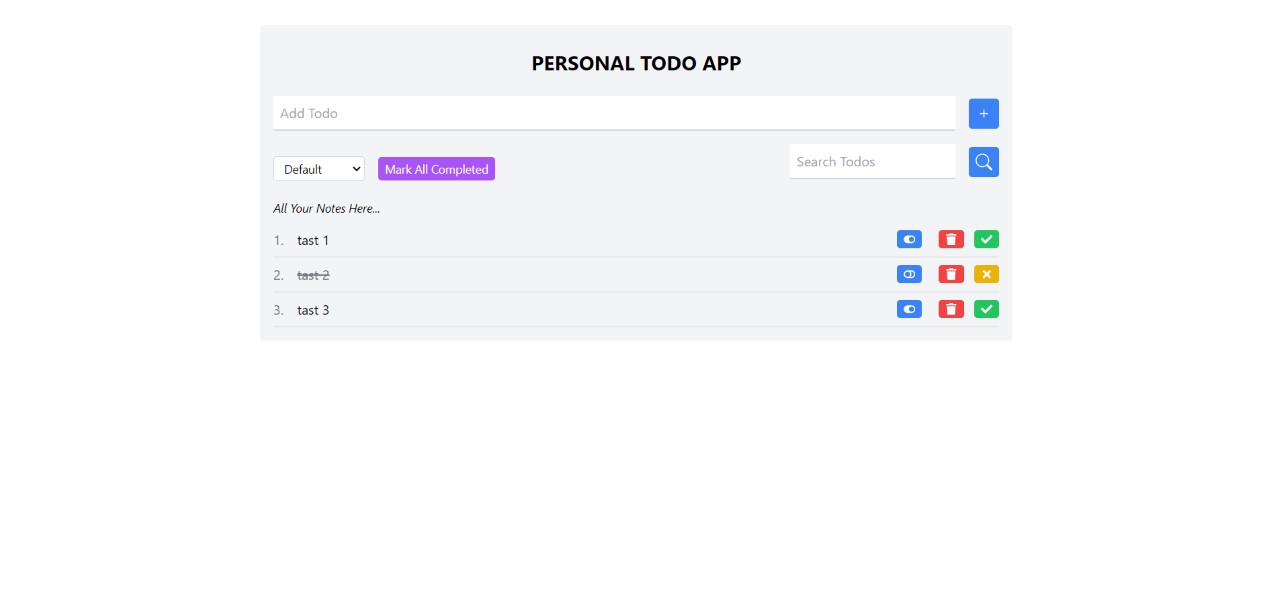 PERSONAL TODO APP
Add Todo
+
Default
Mark All Completed
Search Todos
All Your Notes Here...
1. tast 1
2. tast 2
3. tast 3